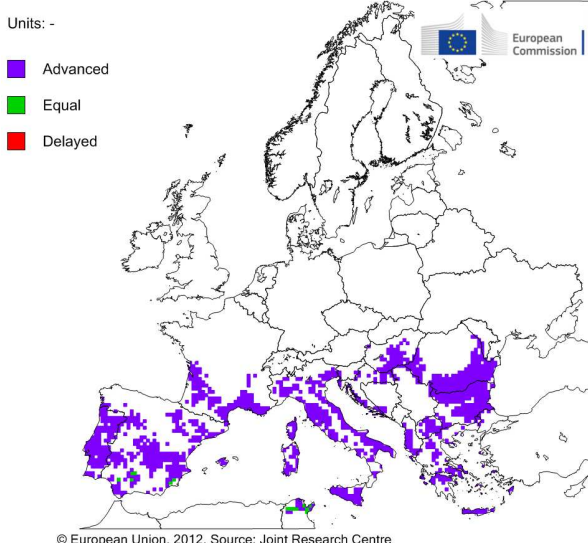 Units: -
European
Commission
Advanced
Equal
Delayed
© European Union, 2012. Source: Joint Research Centre